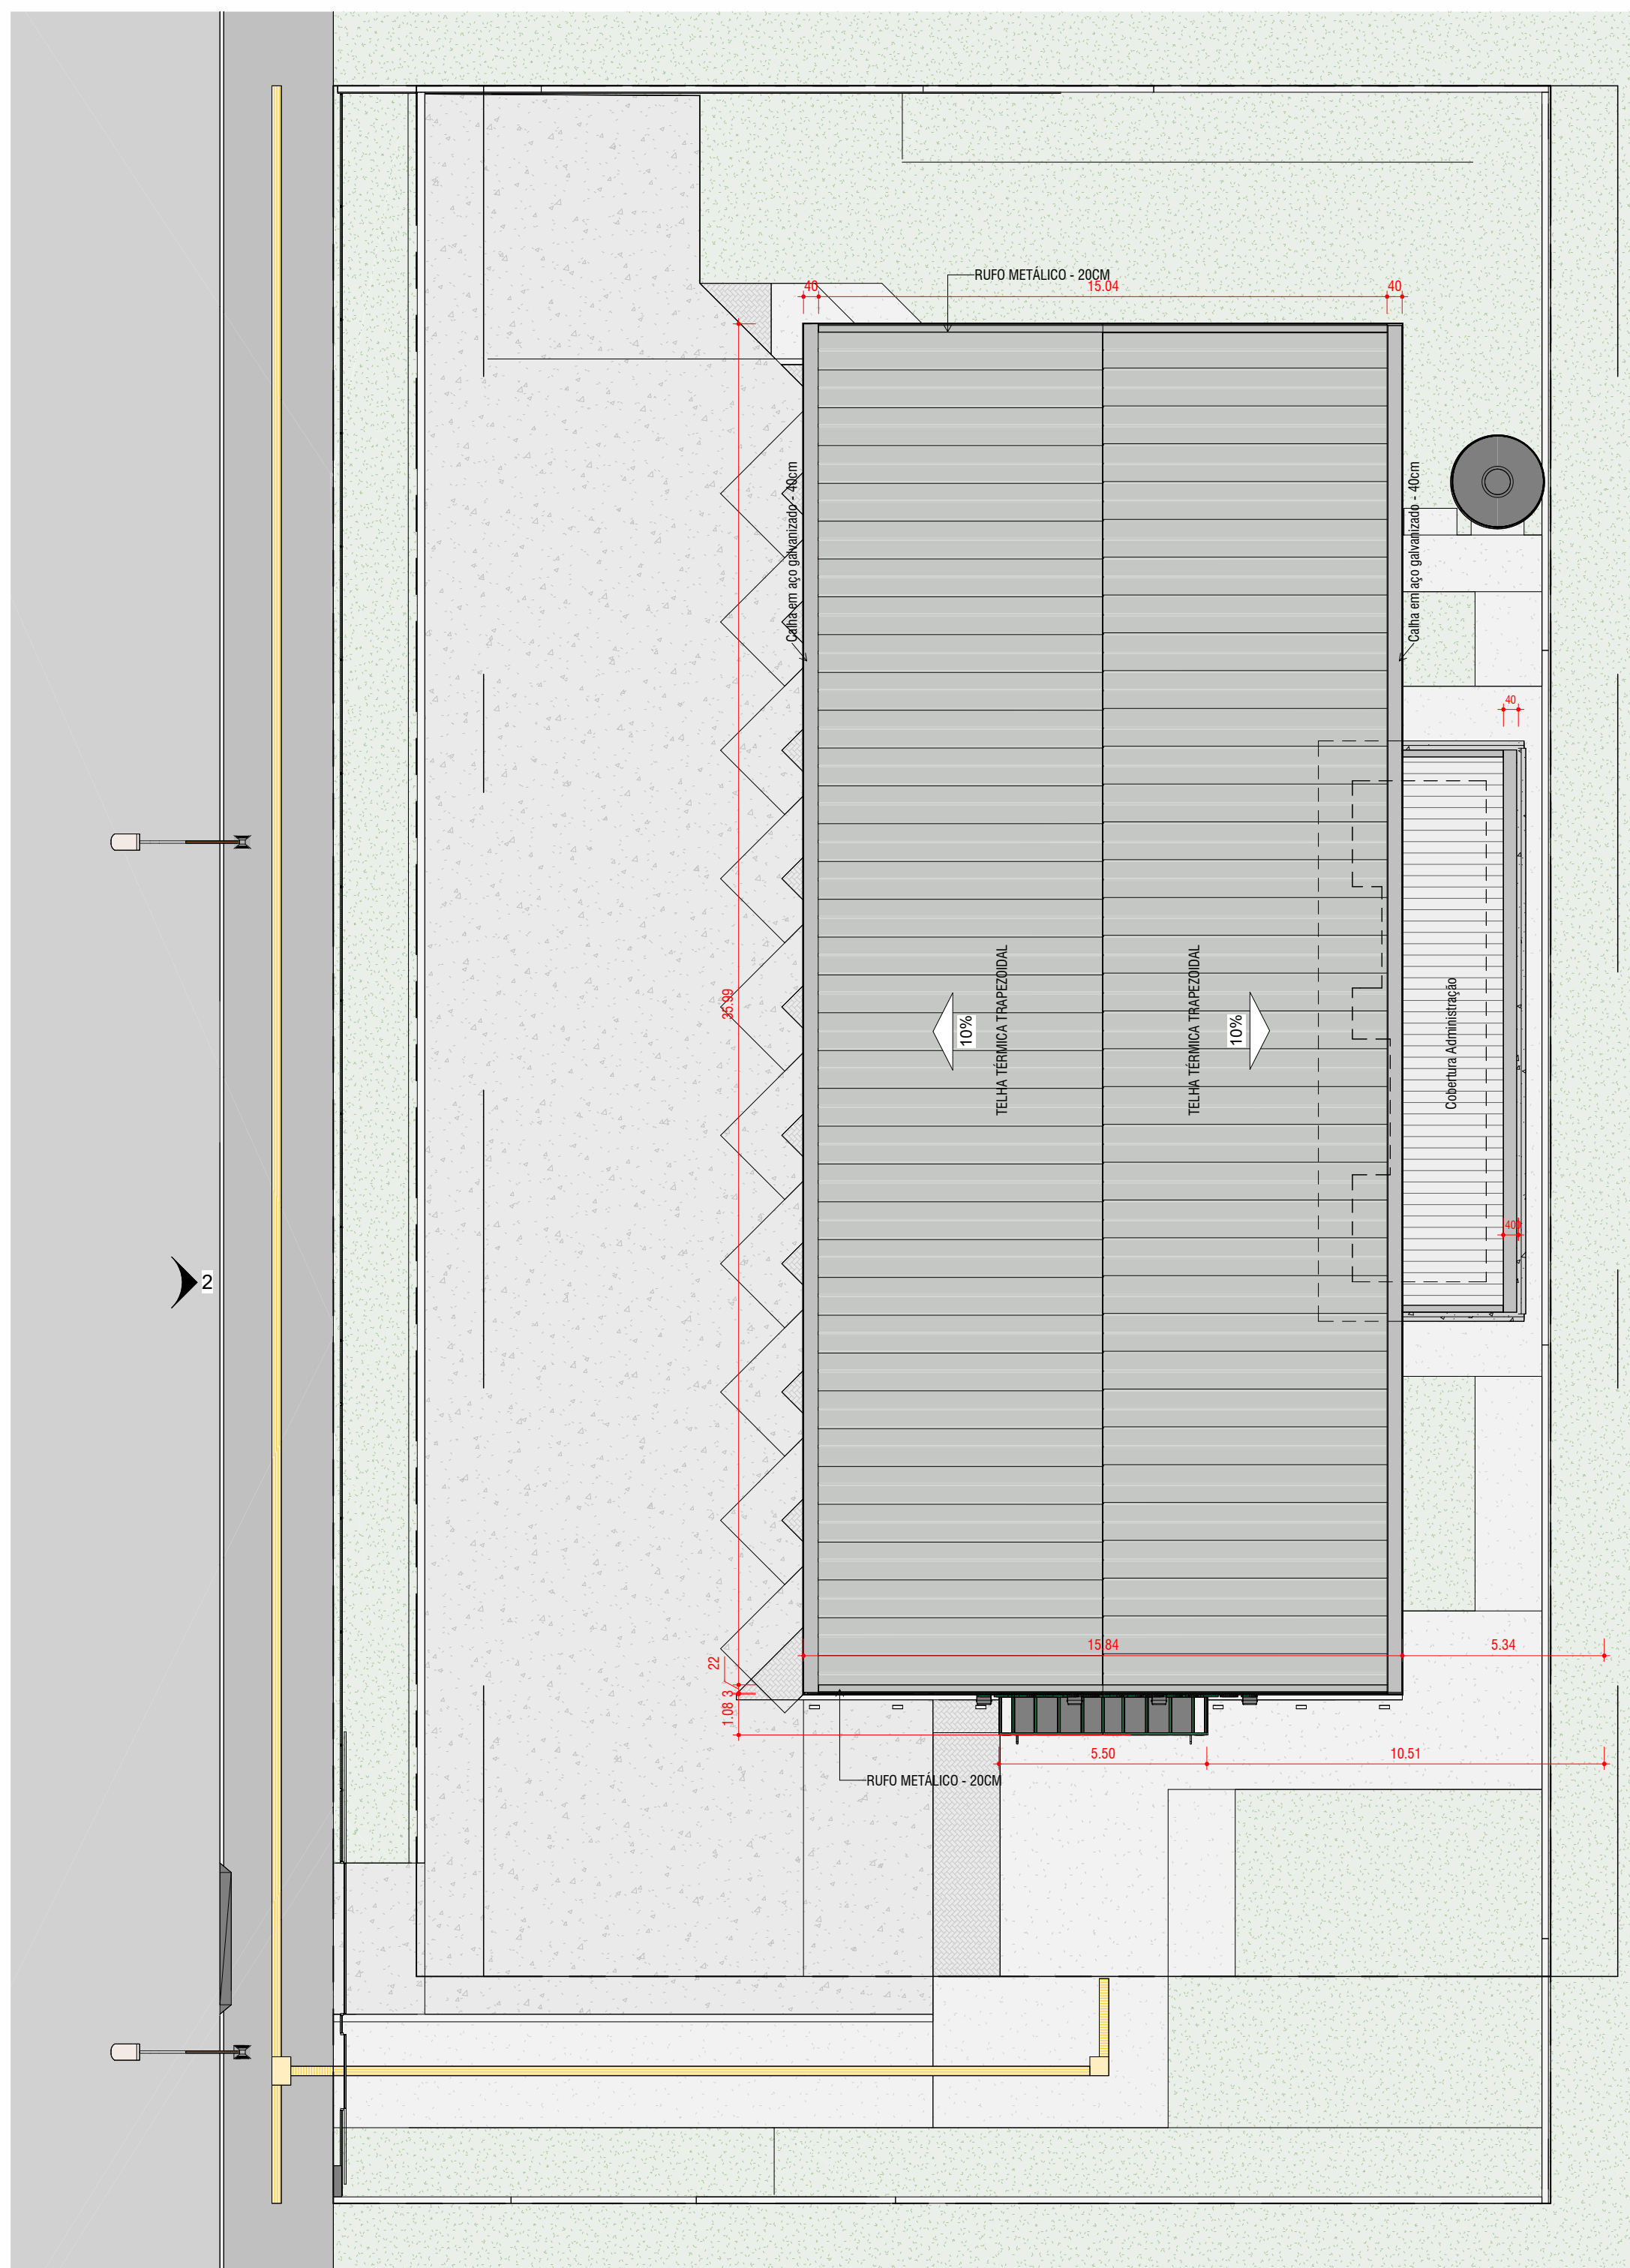 RUFO METÁLICO - 20CM
40
15.04
40
Calha em aço galvanizado - 40cm
Calha em aço galvanizado - 40cm
40
35.99
TELHA TÉRMICA TRAPEZOIDAL
10%
TELHA TÉRMICA TRAPEZOIDAL
10%
Cobertura Administração
40
2
15.84
5.34
22
3
1.08
5.50
10.51
RUFO METÁLICO - 20CM